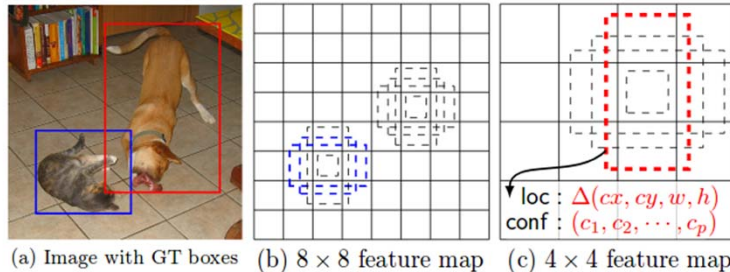 loc : Δ(cx, cy, w, h)
conf : (c₁, c₂, ⋯, cₚ)
(a) Image with GT boxes
(b) 8 × 8 feature map
(c) 4 × 4 feature map